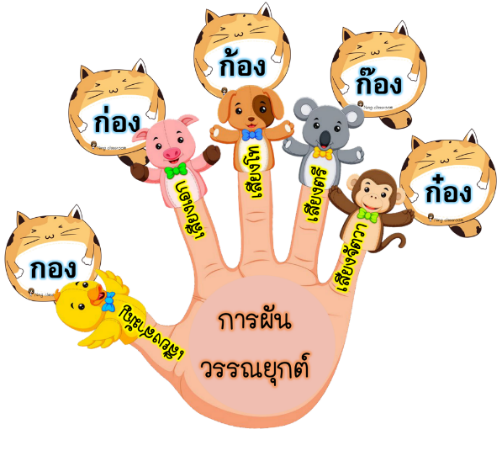 กอง
ก่อง
ก้อง
ก๊อง
ก๋อง
เสียงสามัญ
เสียงเอก
เสียงโท
เสียงตรี
เสียงจัตวา
การผัน
วรรณยุกต์